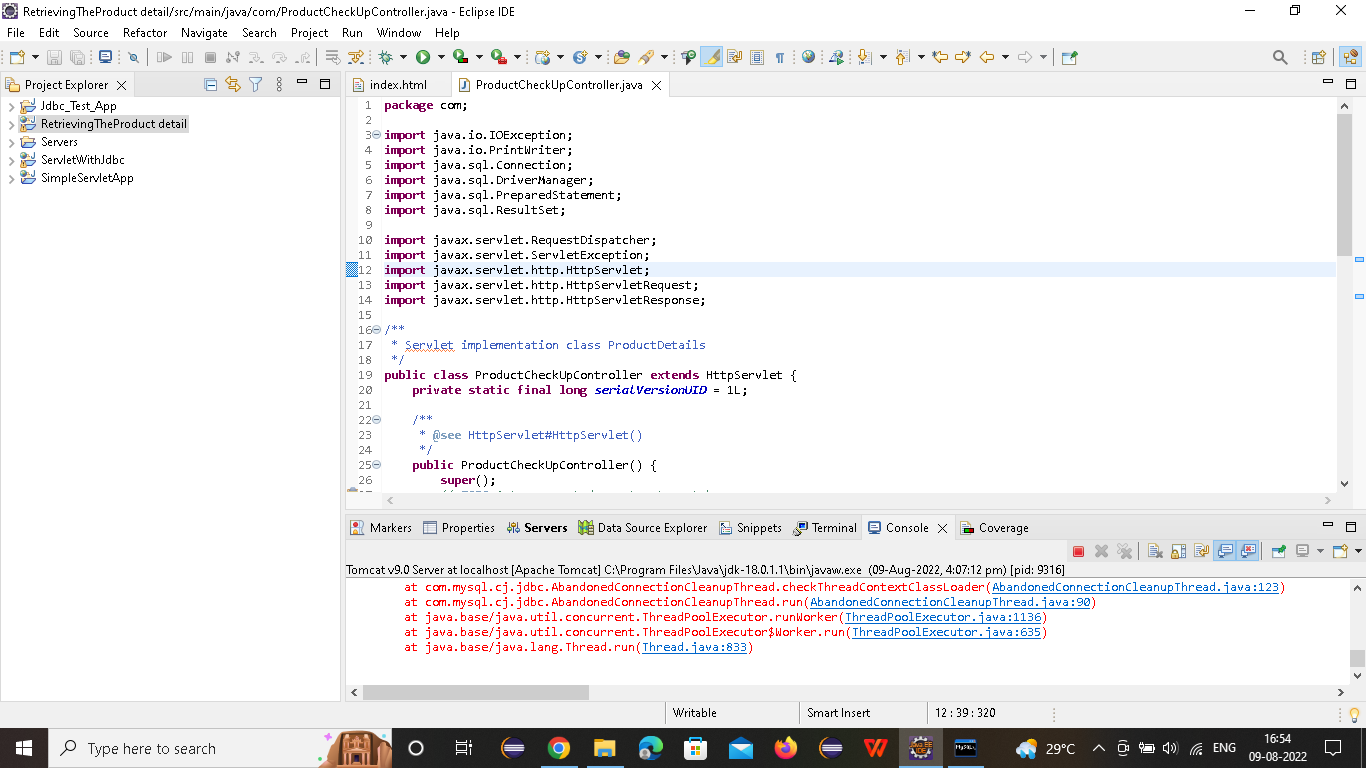 RetrievingTheProduct detail/src/main/java/com/ProductCheckUpController.java - Eclipse IDE
File Edit Source Refactor Navigate Search Project Run Window Help
Project Explorer
index.html
ProductCheckUpController.java
Jdbc_Test_App
RetrievingTheProduct detail
Servers
ServletWithJdbc
SimpleServletApp
1 package com;
2
3 import java.io.IOException;
4 import java.io.PrintWriter;
5 import java.sql.Connection;
6 import java.sql.DriverManager;
7 import java.sql.PreparedStatement;
8 import java.sql.ResultSet;
9
10 import javax.servlet.RequestDispatcher;
11 import javax.servlet.ServletException;
12 import javax.servlet.http.HttpServlet;
13 import javax.servlet.http.HttpServletRequest;
14 import javax.servlet.http.HttpServletResponse;
15
16 /**
17 * Servlet implementation class ProductDetails
18 */
19 public class ProductCheckUpController extends HttpServlet {
20 private static final long serialVersionUID = 1L;
21
22 /**
23 * @see HttpServlet#HttpServlet()
24 */
25 public ProductCheckUpController() {
26 super();
Markers Properties Servers Data Source Explorer Snippets Terminal Console Coverage
Tomcat v9.0 Server at localhost [Apache Tomcat] C:\Program Files\Java\jdk-18.0.1.1\bin\javaw.exe (09-Aug-2022, 4:07:12 pm) [pid: 9316]
at com.mysql.cj.jdbc.AbandonedConnectionCleanupThread.checkThreadContextClassLoader(AbandonedConnectionCleanupThread.java:123)
at com.mysql.cj.jdbc.AbandonedConnectionCleanupThread.run(AbandonedConnectionCleanupThread.java:90)
at java.base/java.util.concurrent.ThreadPoolExecutor.runWorker(ThreadPoolExecutor.java:1136)
at java.base/java.util.concurrent.ThreadPoolExecutor$Worker.run(ThreadPoolExecutor.java:635)
at java.base/java.lang.Thread.run(Thread.java:833)
Writable Smart Insert 12 : 39 : 320
Type here to search
29°C ENG 16:54
09-08-2022